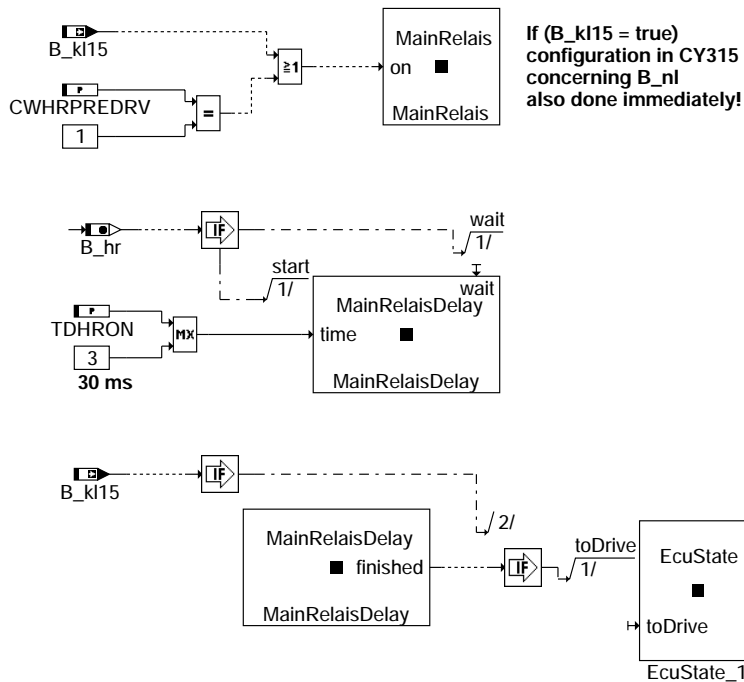 B_kl15
CWHRPREDRV
P
1
=
≥1
MainRelais
on
MainRelais
If (B_kl15 = true)
configuration in CY315
concerning B_nl
also done immediately!
B_hr
IF
wait
1/
start
1/
wait
MainRelaisDelay
time
MainRelaisDelay
P
TDHRON
MX
3
30 ms
B_kl15
IF
2/
MainRelaisDelay
finished
MainRelaisDelay
IF
toDrive
1/
EcuState
toDrive
EcuState_1